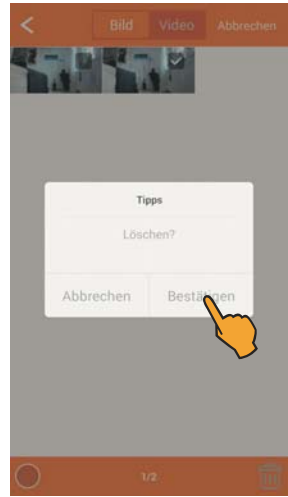 Bild Video Abbrechen
Tipps
Löschen?
Abbrechen Bestätigen
1/2